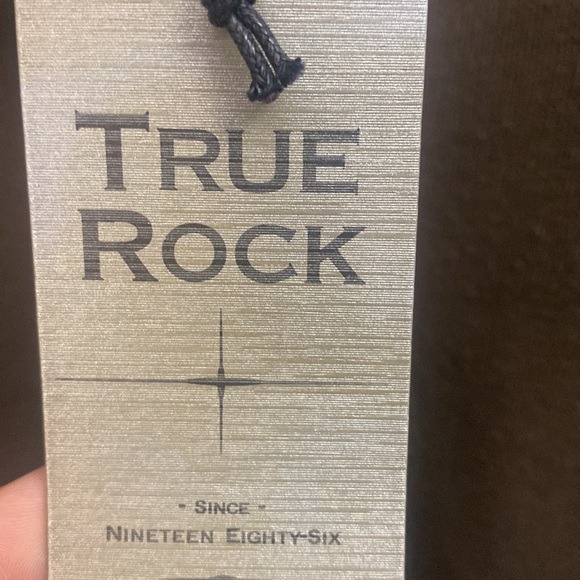 TRUE
ROCK
- SINCE -
NINETEEN EIGHTY-SIX